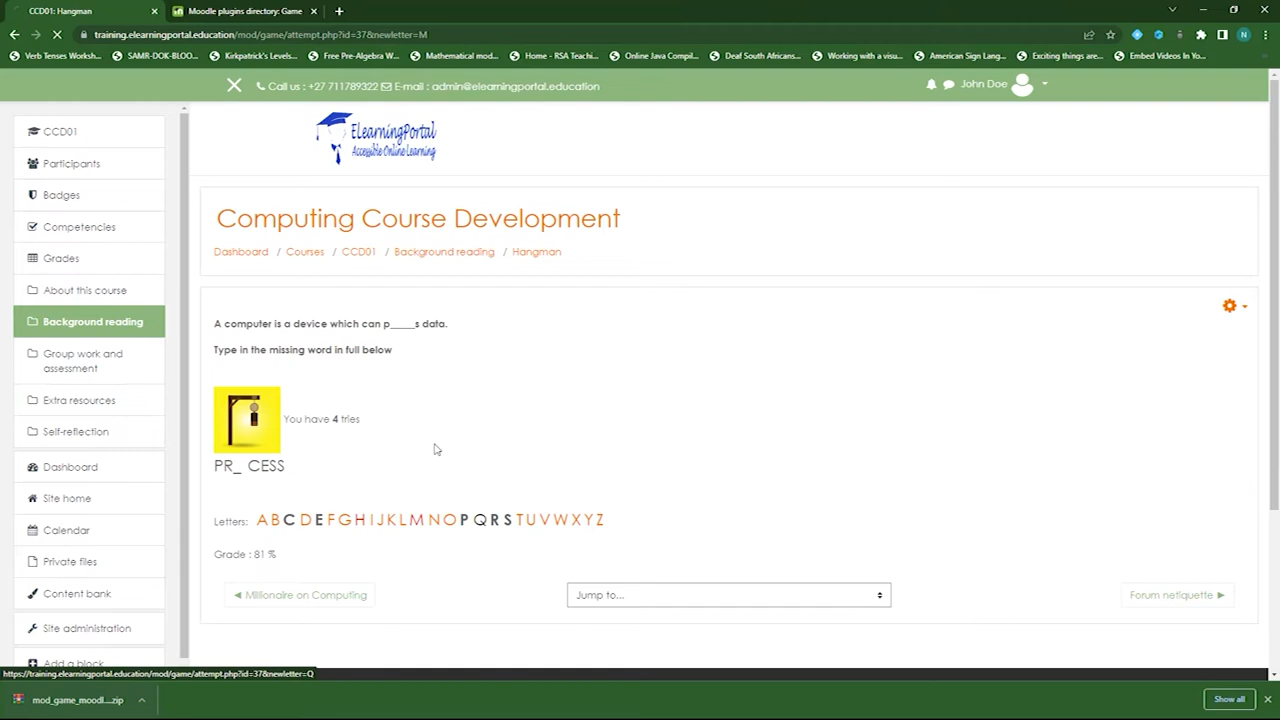 CCD01: Hangman
Moodle plugins directory: Game
training.elearningportal.education/mod/game/attempt.php?id=37&newletter=M
Verb Tenses Worksh...
SAMR-DOK-BLOO...
Kirkpatrick's Levels...
Free Pre-Algebra W...
Mathematical mod...
Home - RSA Teachi...
Online Java Compil...
Deaf South African...
Working with a visu...
American Sign Lang...
Exciting things are...
Embed Videos In Yo...
Call us : +27 711789322 E-mail : admin@elearningportal.education
John Doe
ElearningPortal
Accessible Online Learning
CCD01
Participants
Badges
Competencies
Grades
About this course
Background reading
Group work and
assessment
Extra resources
Self-reflection
Dashboard
Site home
Calendar
Private files
Content bank
Site administration
Add a block
Computing Course Development
Dashboard / Courses / CCD01 / Background reading / Hangman
A computer is a device which can p_____s data.
Type in the missing word in full below
You have 4 tries
PR_ CESS
Letters: A B C D E F G H I J K L M N O P Q R S T U V W X Y Z
Grade : 81 %
◀ Millionaire on Computing
Jump to...
Forum netiquette ▶
https://training.elearningportal.education/mod/game/attempt.php?id=37&newletter=Q
mod_game_moodl....zip
Show all